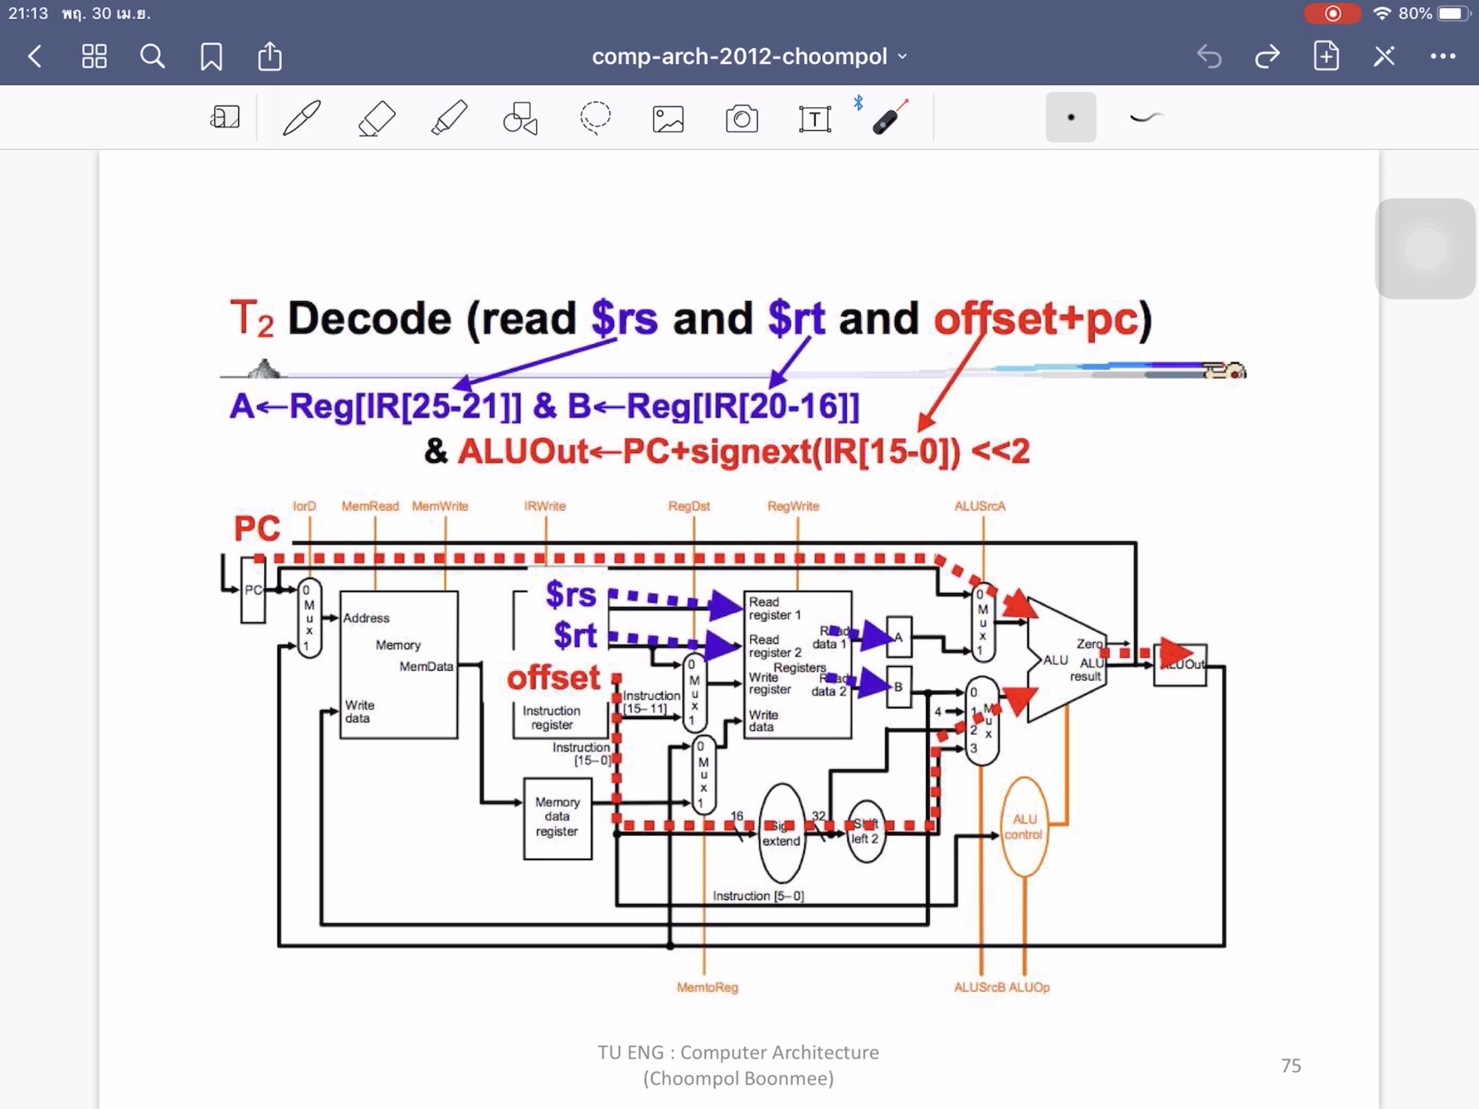 21:13 พฤ. 30 เม.ย.
80%
comp-arch-2012-choompol
T2 Decode (read $rs and $rt and offset+pc)
A←Reg[IR[25-21]] & B←Reg[IR[20-16]]
& ALUOut←PC+signext(IR[15-0]) <<2
IorD MemRead MemWrite IRWrite RegDst RegWrite ALUSrcA
PC
PC
0
M
u
x
1
Address
Memory
MemData
Write
data
$rs
$rt
offset
Instruction
register
Instruction
[15–0]
Instruction
[15–11]
Memory
data
register
0
M
u
x
1
0
M
u
x
1
Read
register 1
Read
register 2
Registers
Write
register
Write
data
Read
data 1
Read
data 2
A
B
16
Sign
extend
32
Shift
left 2
Instruction [5–0]
0
M
u
x
1
4
0
1
M
u
2
x
3
Zero
ALU
ALU
result
ALUOut
ALU
control
MemtoReg
ALUSrcB ALUOp
TU ENG : Computer Architecture
(Choompol Boonmee)
75